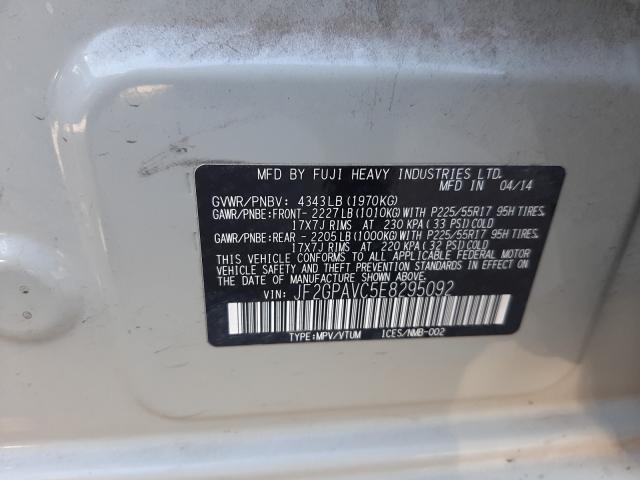 MFD BY FUJI HEAVY INDUSTRIES LTD.
MFD IN 04/14
GVWR/PNBV: 4343LB(1970KG)
GAWR/PNBE:FRONT- 2227LB(1010KG)WITH P225/55R17 95H TIRES,
17X7J RIMS AT 230 KPA(33 PSI)COLD
GAWR/PNBE:REAR - 2205LB(1000KG)WITH P225/55R17 95H TIRES,
17X7J RIMS AT 220 KPA(32 PSI)COLD
THIS VEHICLE CONFORMS TO ALL APPLICABLE FEDERAL MOTOR
VEHICLE SAFETY, BUMPER, AND THEFT PREVENTION
STANDARDS IN EFFECT ON THE DATE OF MANUFACTURE SHOWN ABOVE.
VIN: JF2GPAVC5E8295092
TYPE:MPV/VTUM ICES/NMB-002